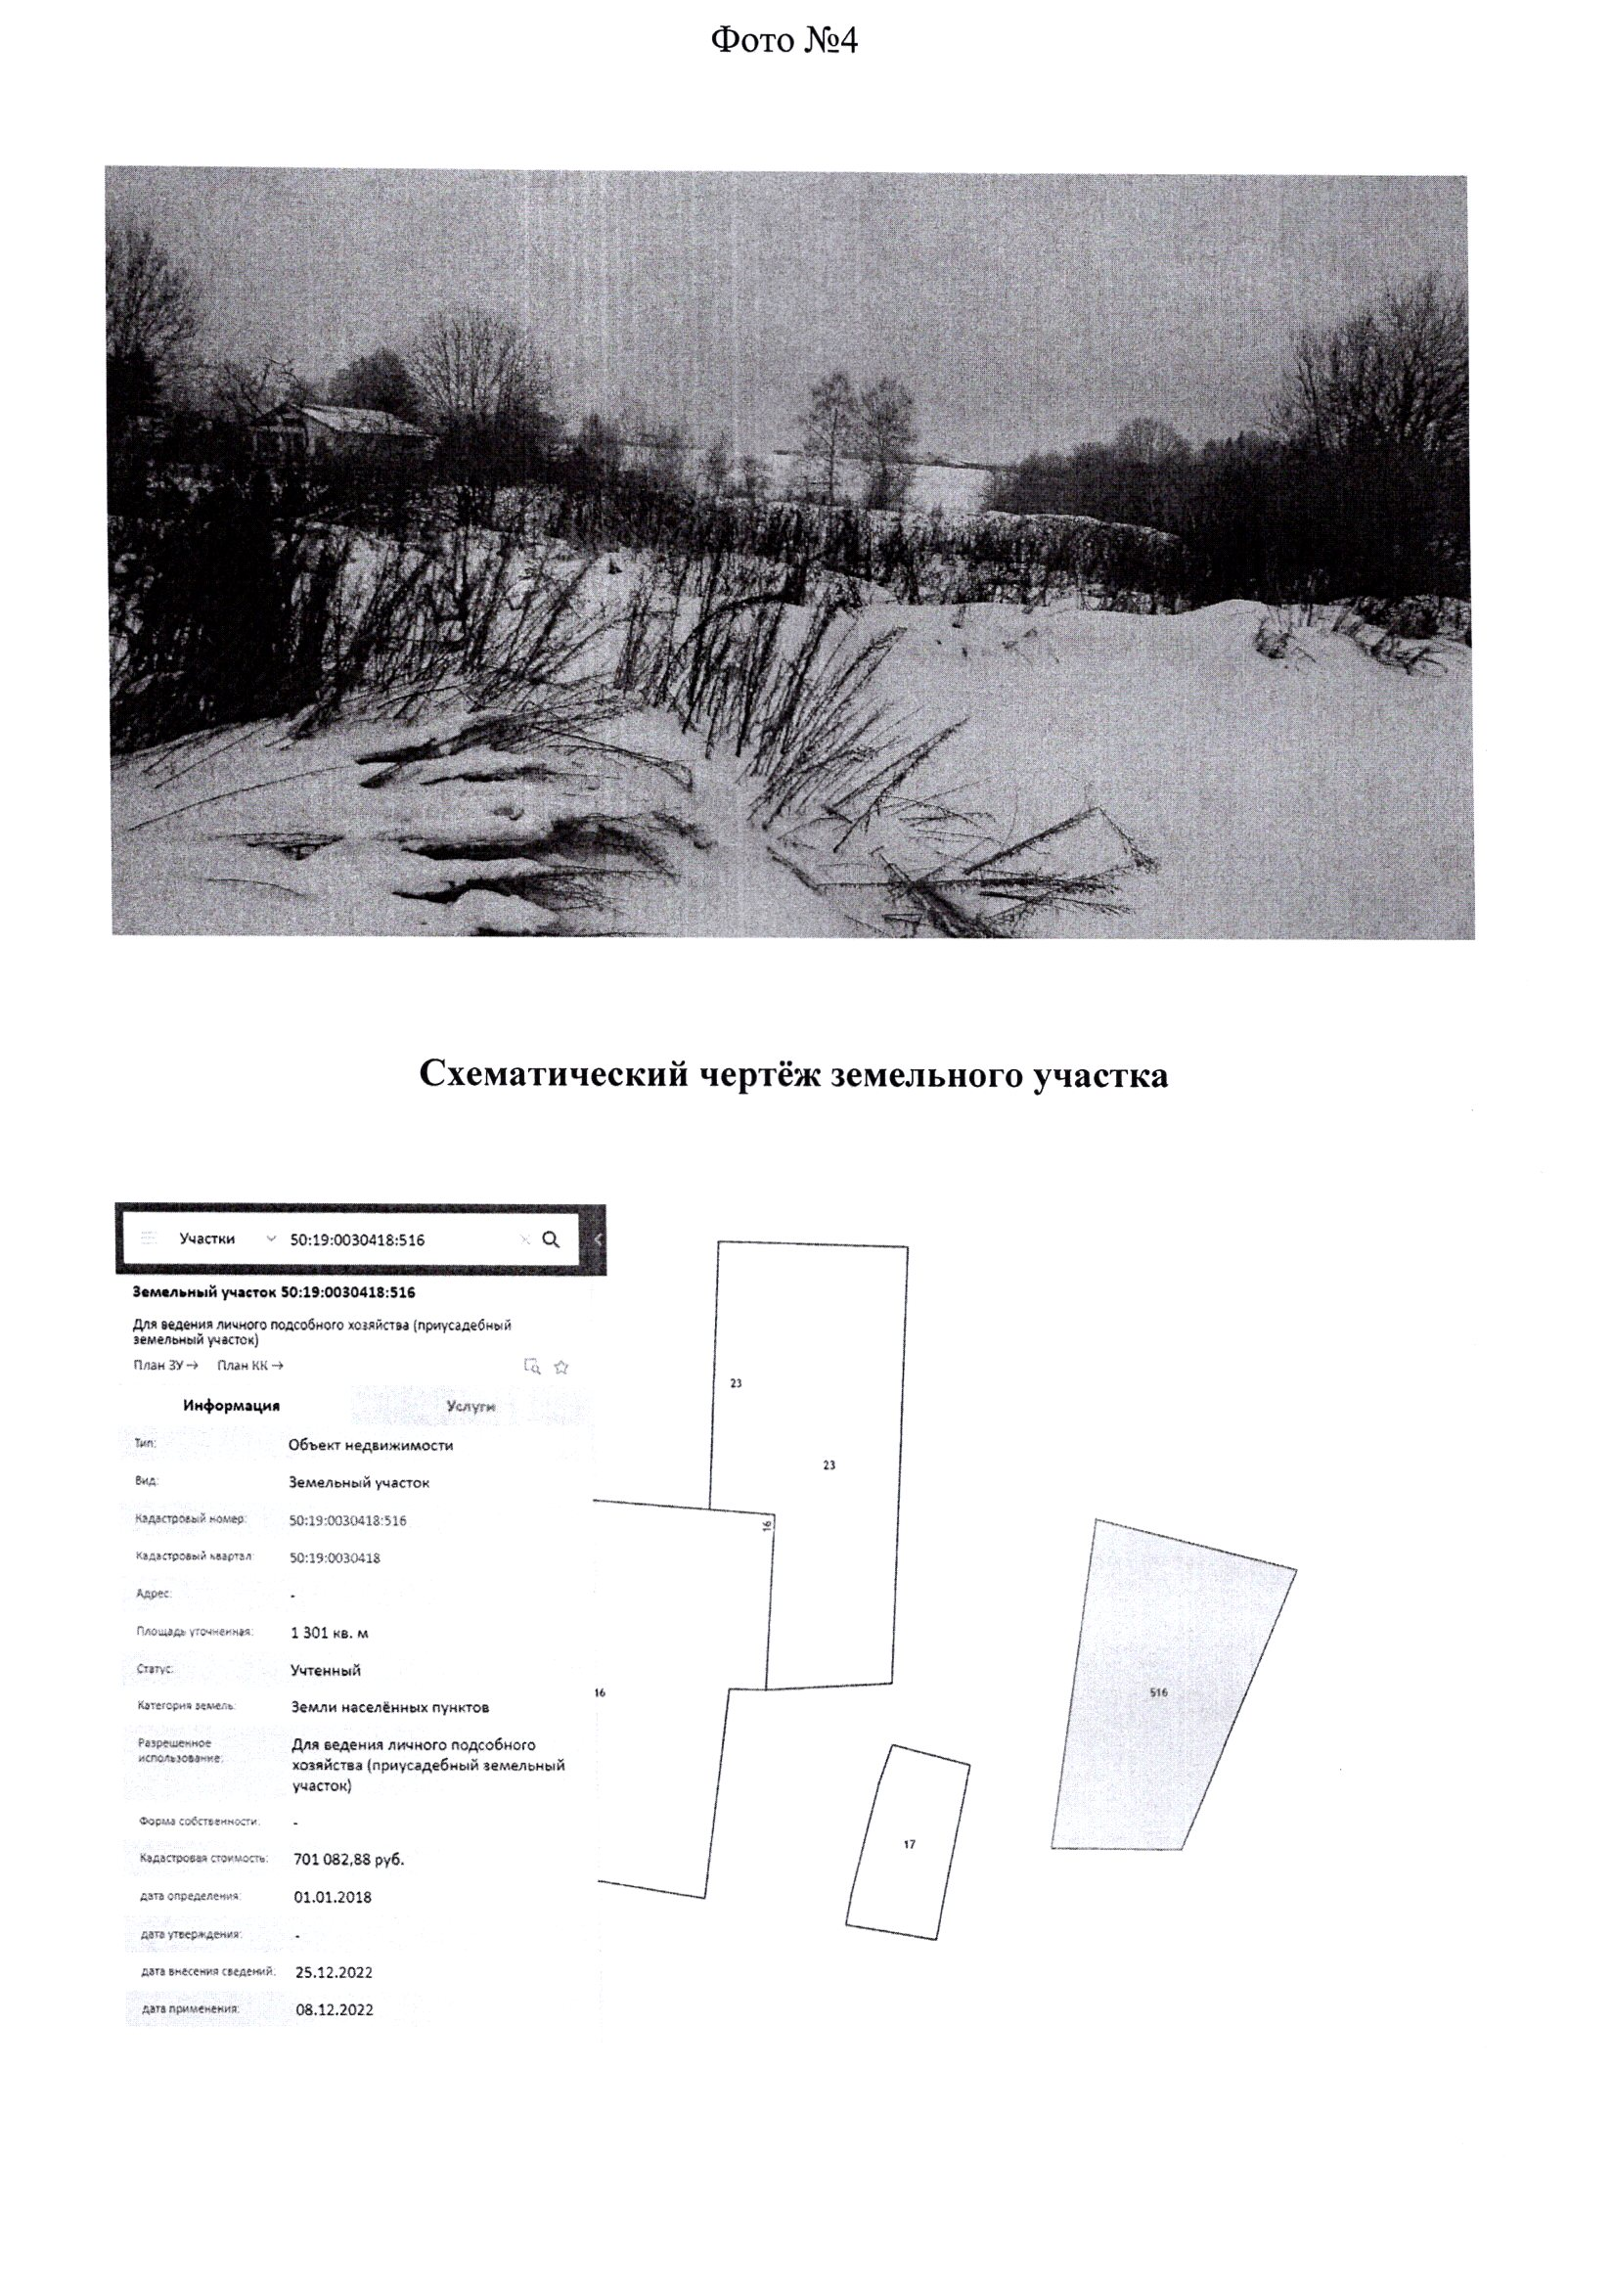 Фото №4
Схематический чертёж земельного участка
Участки 50:19:0030418:516
Земельный участок 50:19:0030418:516
Для ведения личного подсобного хозяйства (приусадебный
земельный участок)
План ЗУ → План КК →
Информация Услуги
Тип: Объект недвижимости
Вид: Земельный участок
Кадастровый номер: 50:19:0030418:516
Кадастровый квартал: 50:19:0030418
Адрес: -
Площадь уточненная: 1 301 кв. м
Статус: Учтенный
Категория земель: Земли населённых пунктов
Разрешенное
использование:
Для ведения личного подсобного
хозяйства (приусадебный земельный
участок)
Форма собственности: -
Кадастровая стоимость: 701 082,88 руб.
дата определения: 01.01.2018
дата утверждения: -
дата внесения сведений: 25.12.2022
дата применения: 08.12.2022
23
23
16
16
516
17